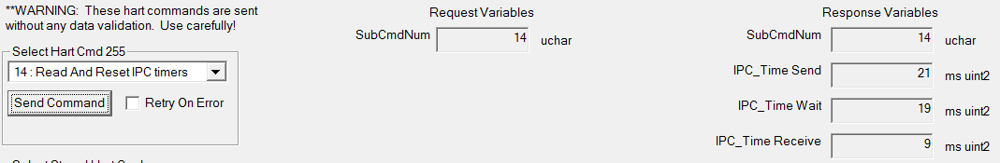 **WARNING:  These hart commands are sent
without any data validation.  Use carefully!
Select Hart Cmd 255
14 : Read And Reset IPC timers
Send Command
Retry On Error
Request Variables
SubCmdNum 14 uchar
Response Variables
SubCmdNum 14 uchar
IPC_Time Send 21 ms uint2
IPC_Time Wait 19 ms uint2
IPC_Time Receive 9 ms uint2